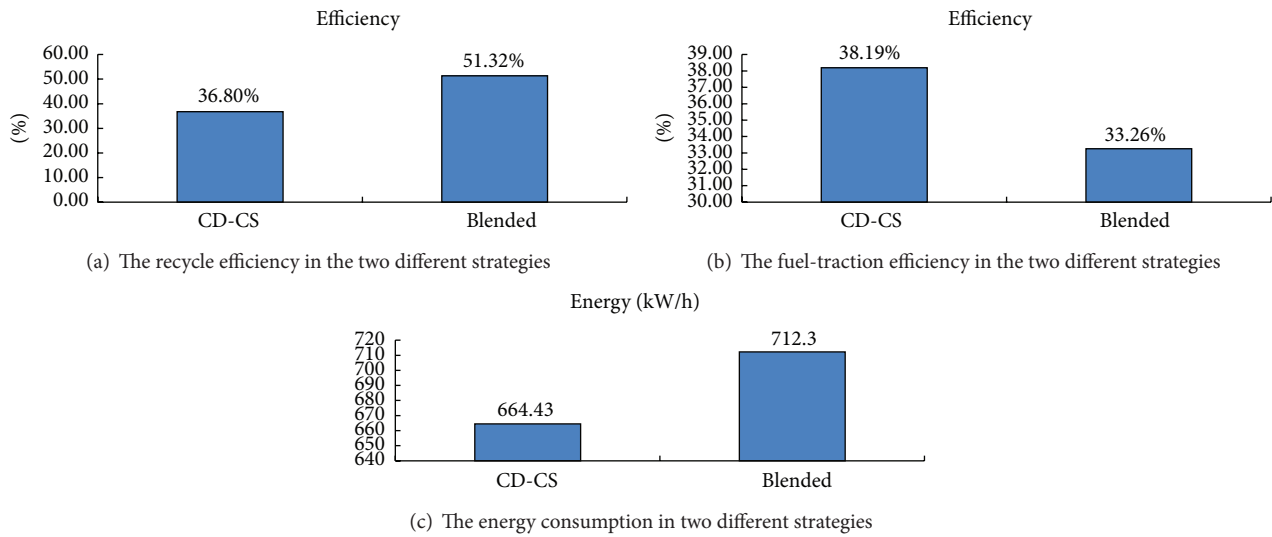 Efficiency
60.00
50.00
40.00
30.00
20.00
10.00
0.00
(%)
36.80%
51.32%
CD-CS
Blended
(a) The recycle efficiency in the two different strategies
Efficiency
39.00
38.00
37.00
36.00
35.00
34.00
33.00
32.00
31.00
30.00
(%)
38.19%
33.26%
CD-CS
Blended
(b) The fuel-traction efficiency in the two different strategies
Energy (kW/h)
720
710
700
690
680
670
660
650
640
664.43
712.3
CD-CS
Blended
(c) The energy consumption in two different strategies